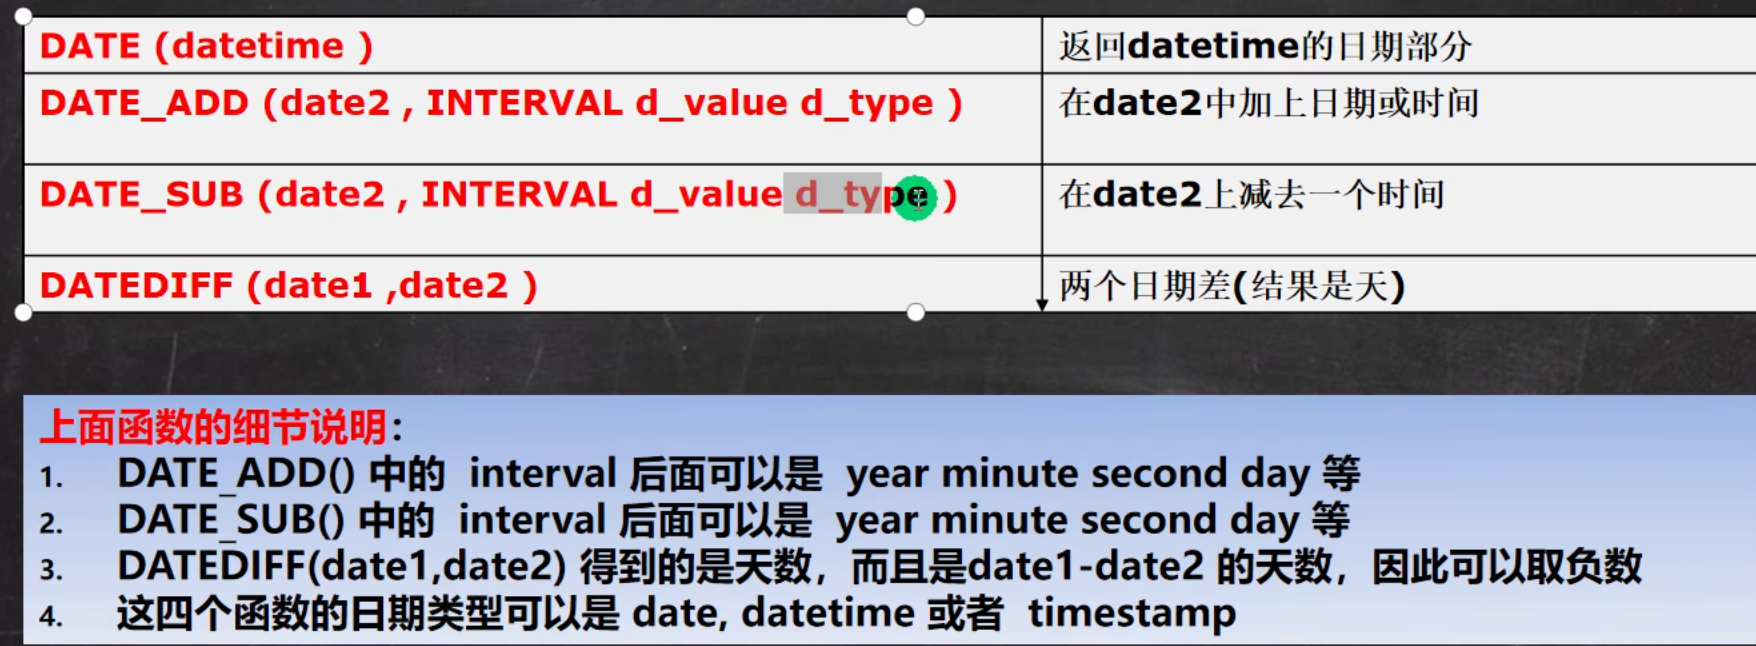 DATE (datetime ) 返回datetime的日期部分
DATE_ADD (date2 , INTERVAL d_value d_type ) 在date2中加上日期或时间
DATE_SUB (date2 , INTERVAL d_value d_type ) 在date2上减去一个时间
DATEDIFF (date1 ,date2 ) 两个日期差(结果是天)
上面函数的细节说明：
1. DATE_ADD() 中的 interval 后面可以是 year minute second day 等
2. DATE_SUB() 中的 interval 后面可以是 year minute second day 等
3. DATEDIFF(date1,date2) 得到的是天数，而且是date1-date2 的天数，因此可以取负数
4. 这四个函数的日期类型可以是 date, datetime 或者 timestamp